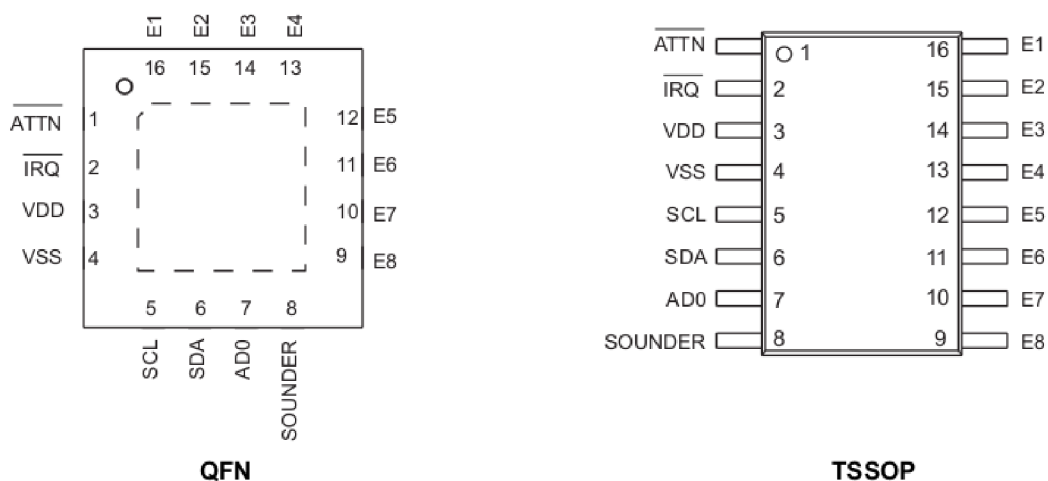 E1 E2 E3 E4
16 15 14 13
ATTN 1 12 E5
IRQ 2 11 E6
VDD 3 10 E7
VSS 4 9 E8
5 6 7 8
SCL SDA AD0 SOUNDER
QFN
ATTN 1 16 E1
IRQ 2 15 E2
VDD 3 14 E3
VSS 4 13 E4
SCL 5 12 E5
SDA 6 11 E6
AD0 7 10 E7
SOUNDER 8 9 E8
TSSOP